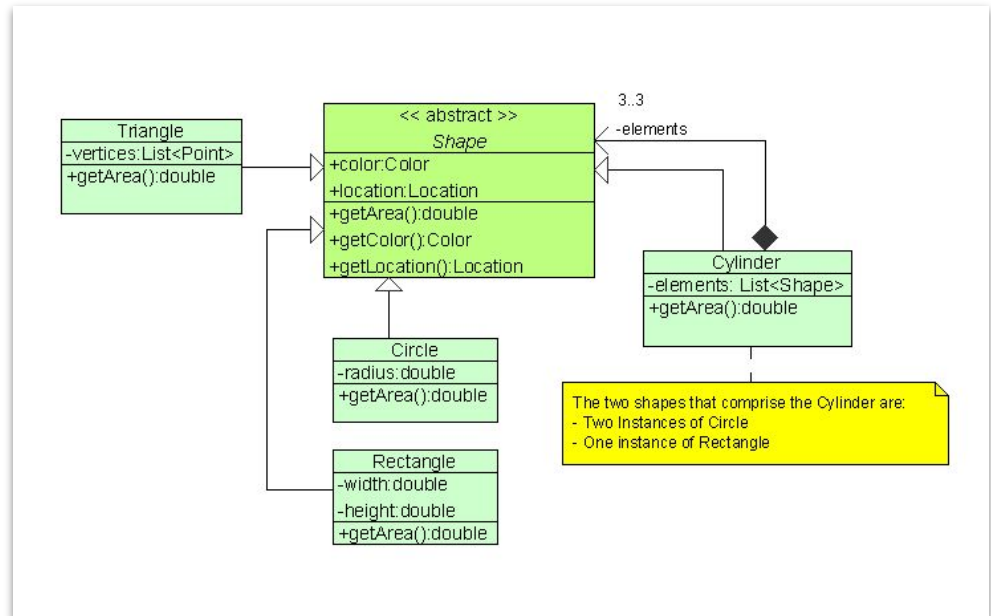 3..3
-elements
<< abstract >>
Shape
+color:Color
+location:Location
+getArea():double
+getColor():Color
+getLocation():Location
Triangle
-vertices:List<Point>
+getArea():double
Cylinder
-elements: List<Shape>
+getArea():double
Circle
-radius:double
+getArea():double
The two shapes that comprise the Cylinder are:
- Two Instances of Circle
- One instance of Rectangle
Rectangle
-width:double
-height:double
+getArea():double